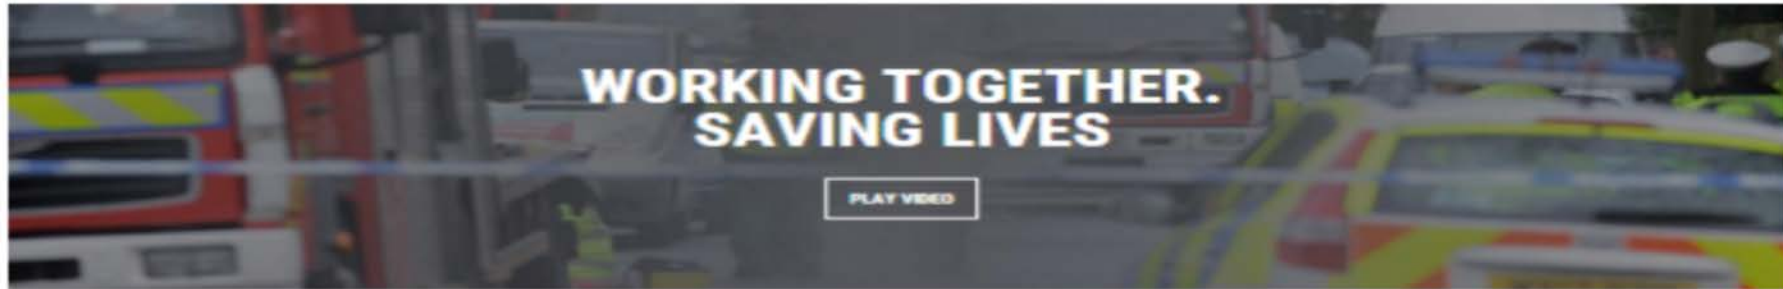 WORKING TOGETHER.
SAVING LIVES
PLAY VIDEO